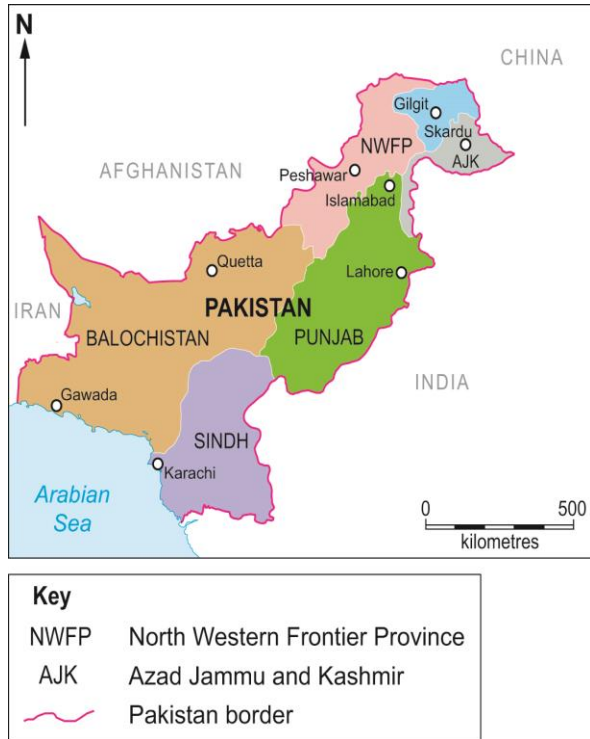 N
CHINA
Gilgit
Skardu
NWFP
AJK
AFGHANISTAN
Peshawar
Islamabad
Quetta
Lahore
PAKISTAN
IRAN
BALOCHISTAN
PUNJAB
INDIA
Gawada
SINDH
Karachi
Arabian
Sea
0 500
kilometres
Key
NWFP North Western Frontier Province
AJK Azad Jammu and Kashmir
Pakistan border